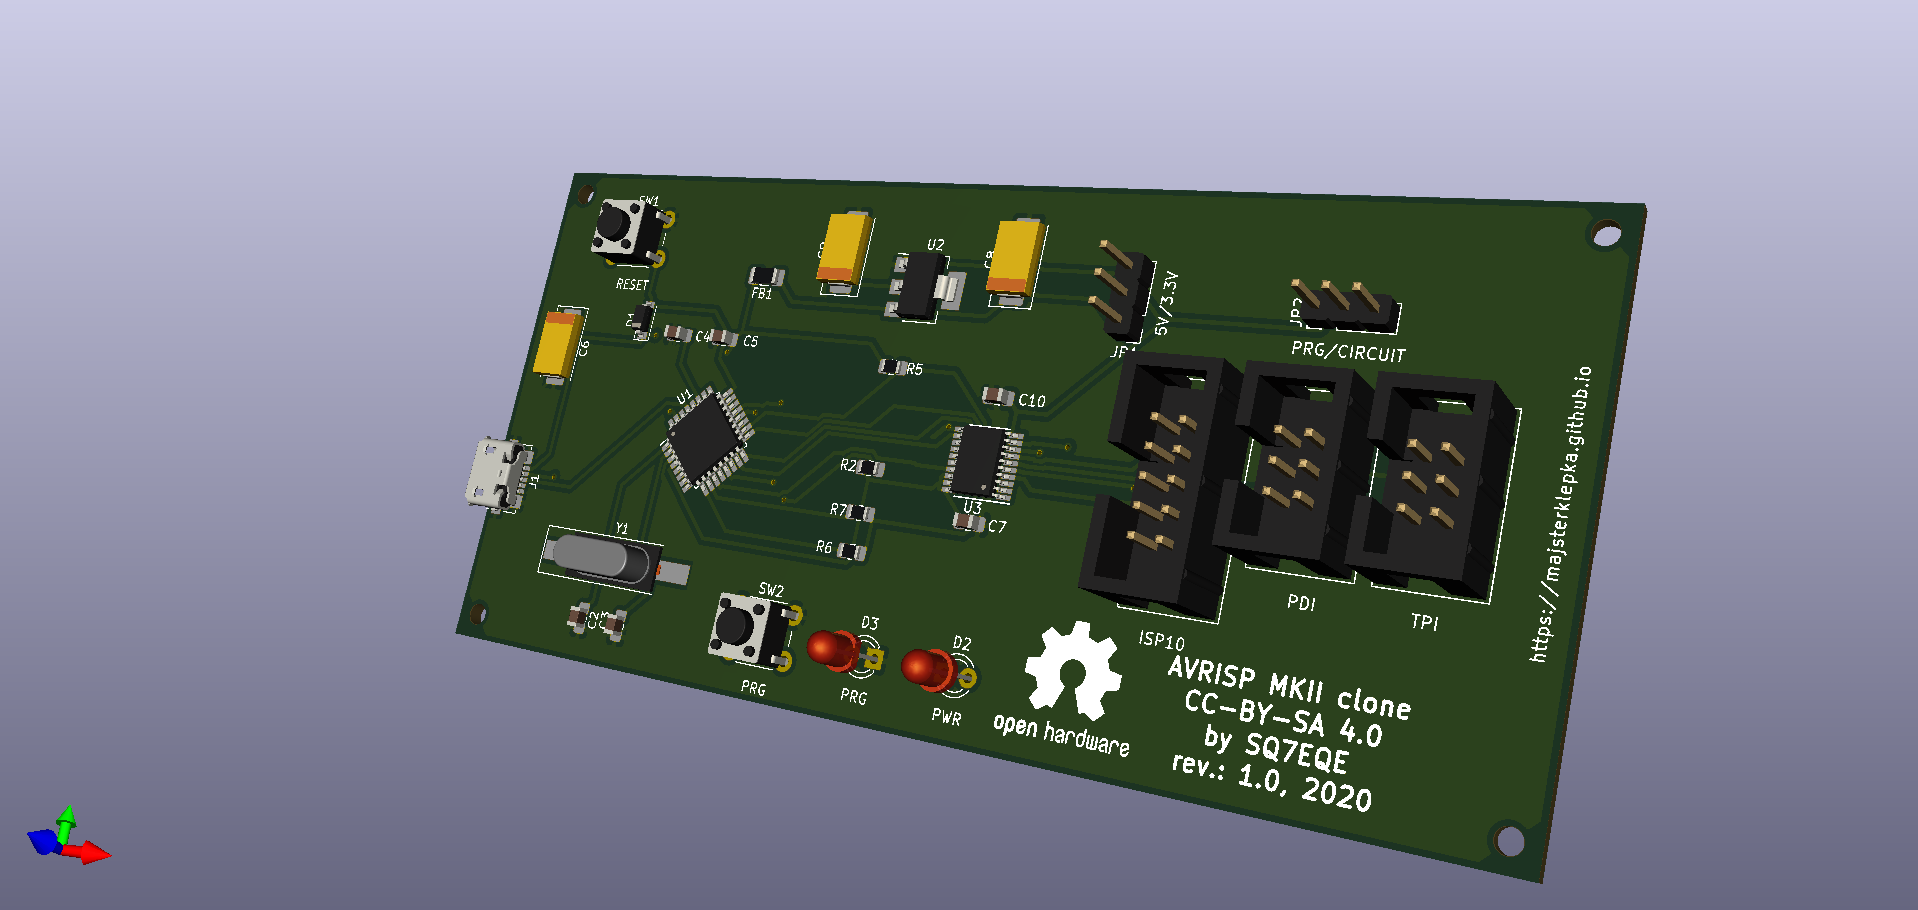 SW1
RESET
U2
FB1
5V/3.3V
PRG/CIRCUIT
C6
C4
C5
R5
C10
U1
R2
R7
R6
U3
C7
J1
Y1
C2
C3
SW2
PRG
D3
PRG
D2
PWR
ISP10
PDI
TPI
open hardware
AVRISP MKII clone
CC-BY-SA 4.0
by SQ7EQE
rev.: 1.0, 2020
https://majsterklepka.github.io